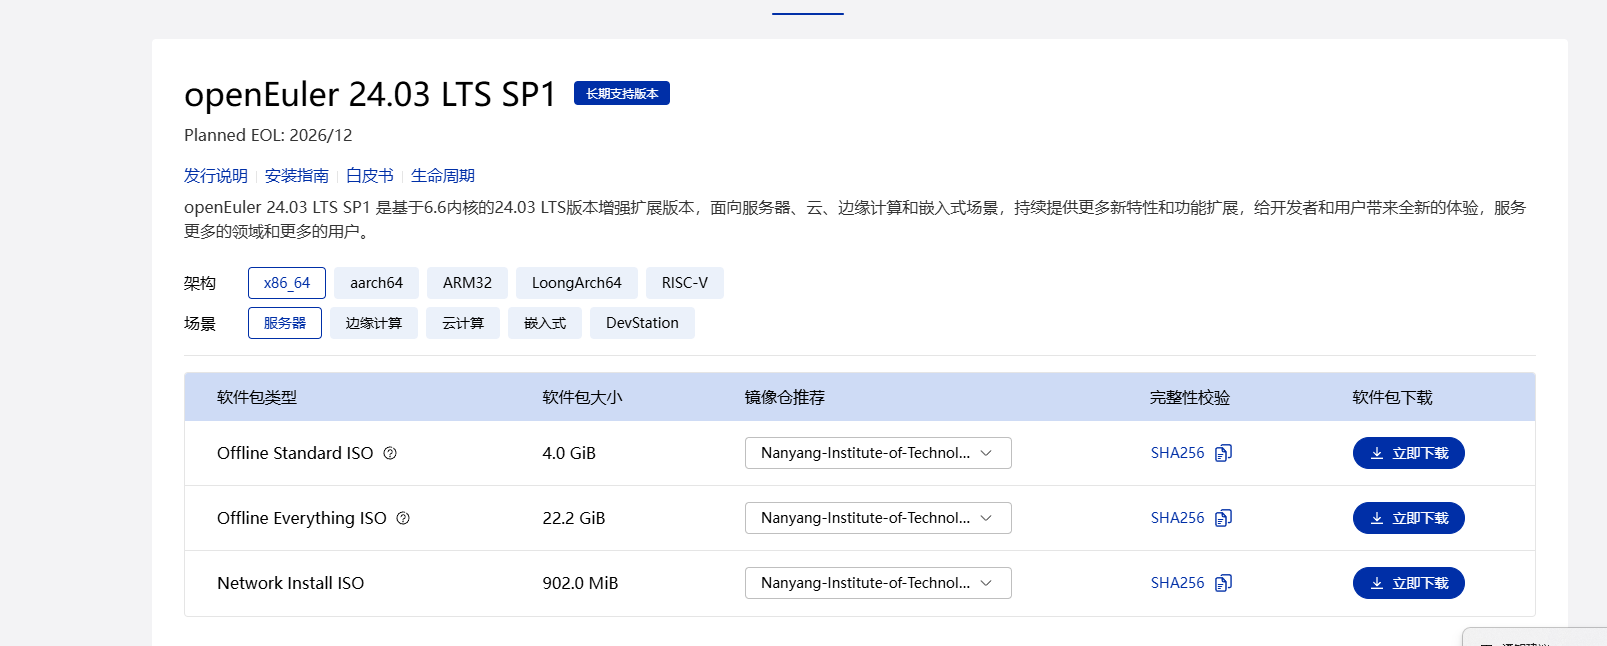 openEuler 24.03 LTS SP1 长期支持版本
Planned EOL: 2026/12
发行说明 安装指南 白皮书 生命周期
openEuler 24.03 LTS SP1 是基于6.6内核的24.03 LTS版本增强扩展版本，面向服务器、云、边缘计算和嵌入式场景，持续提供更多新特性和功能扩展，给开发者和用户带来全新的体验，服务
更多的领域和更多的用户。
架构 x86_64 aarch64 ARM32 LoongArch64 RISC-V
场景 服务器 边缘计算 云计算 嵌入式 DevStation
软件包类型 软件包大小 镜像仓推荐 完整性校验 软件包下载
Offline Standard ISO 4.0 GiB Nanyang-Institute-of-Technol... SHA256 立即下载
Offline Everything ISO 22.2 GiB Nanyang-Institute-of-Technol... SHA256 立即下载
Network Install ISO 902.0 MiB Nanyang-Institute-of-Technol... SHA256 立即下载